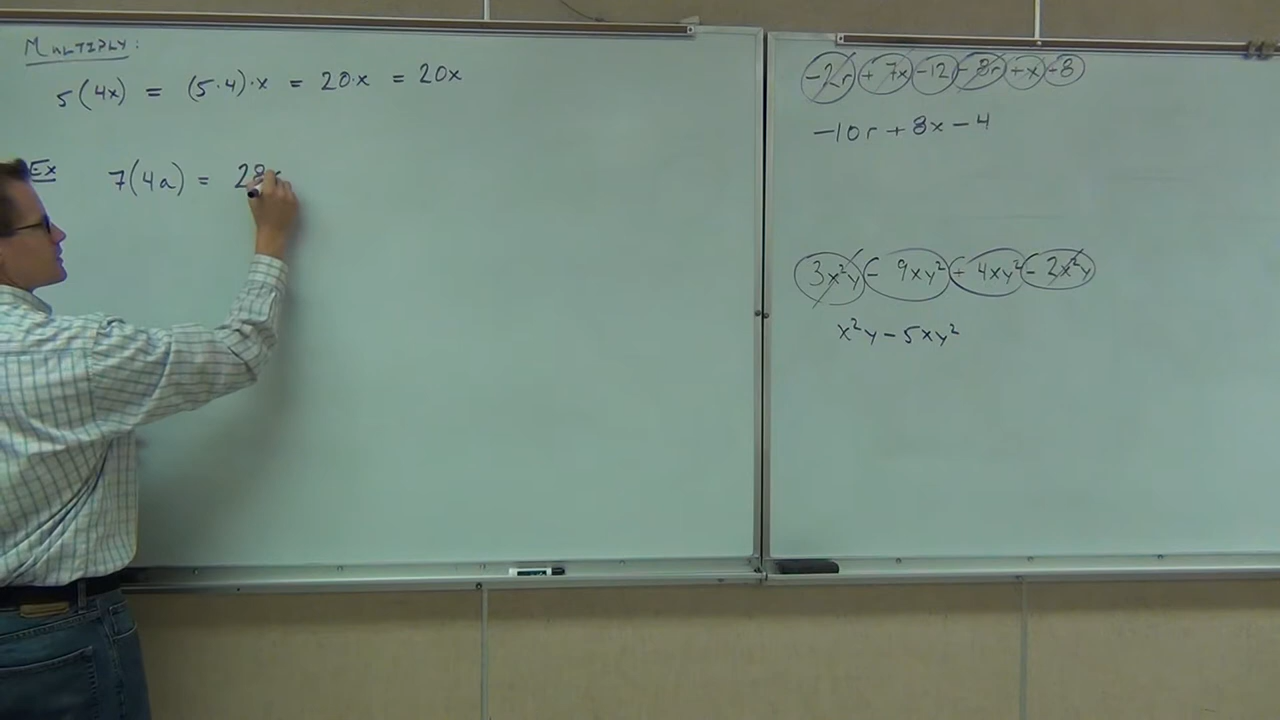 MULTIPLY:
5(4x) = (5·4)·x = 20·x = 20x
Ex 7(4a) = 28
-2r + 7x - 12 - 8r + x + 8
-10r + 8x - 4
3x²y - 9xy² + 4xy² - 2x²y
x²y - 5xy²